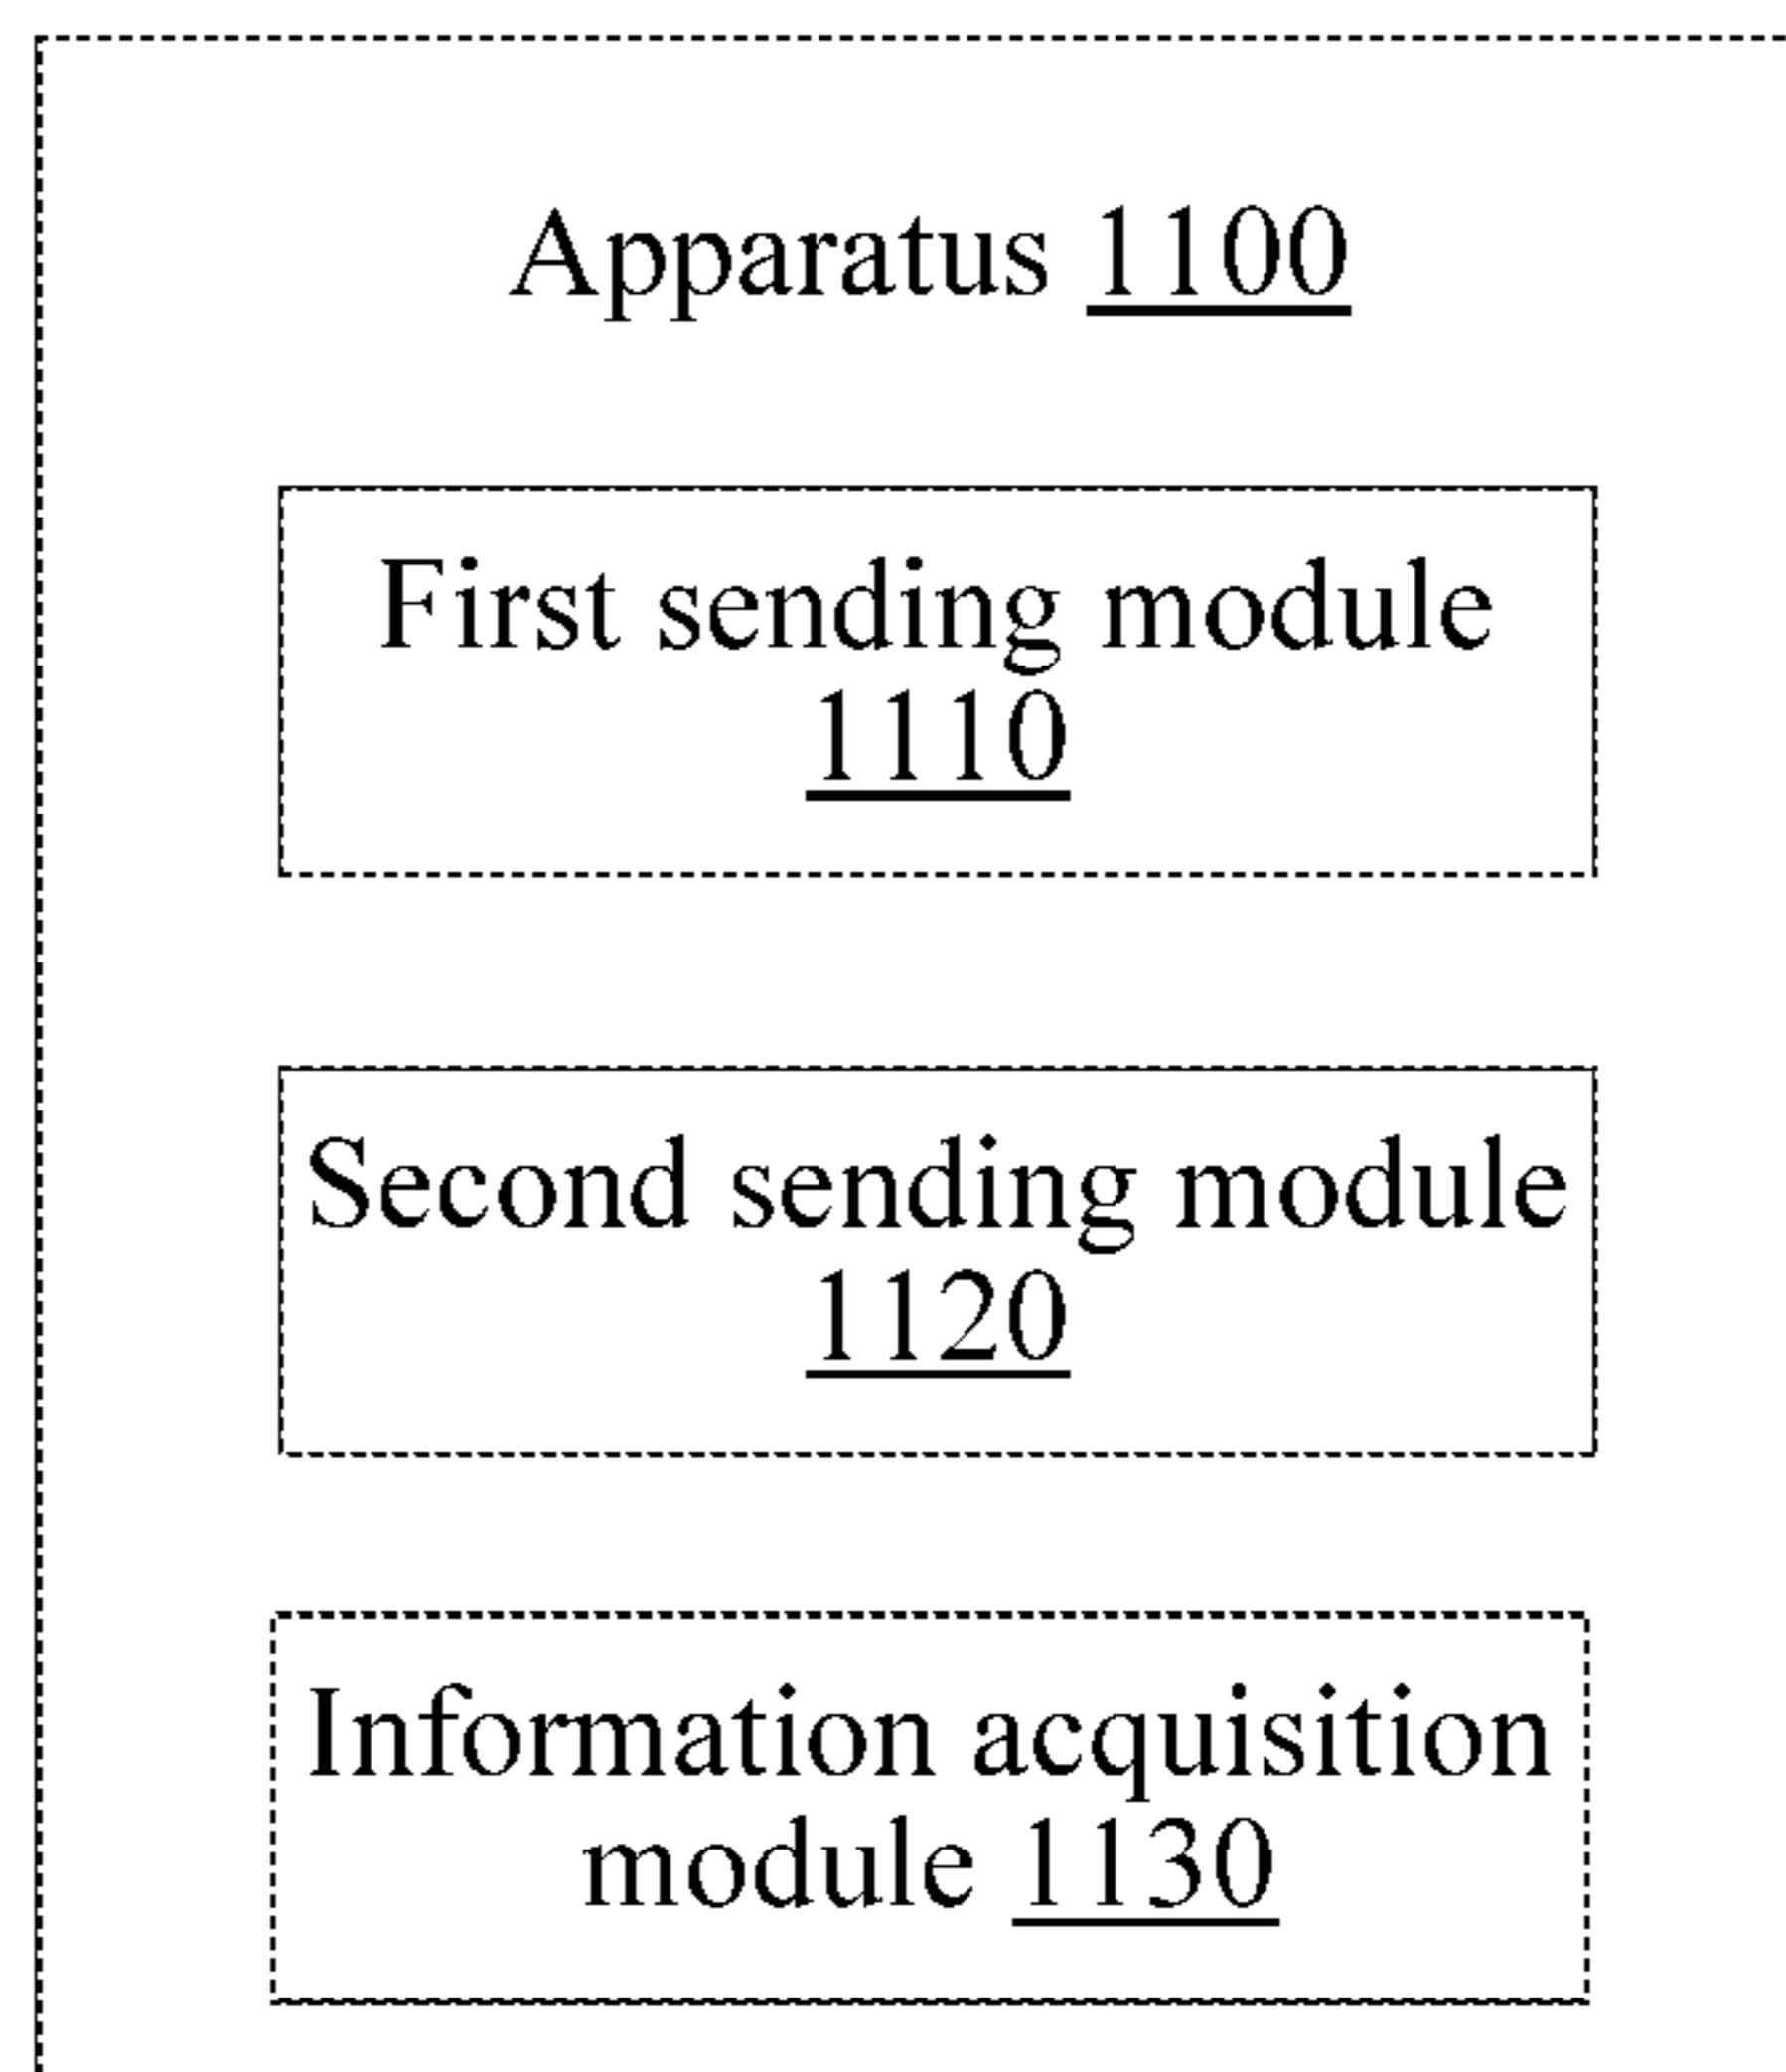 Apparatus 1100
First sending module
1110
Second sending module
1120
Information acquisition
module 1130